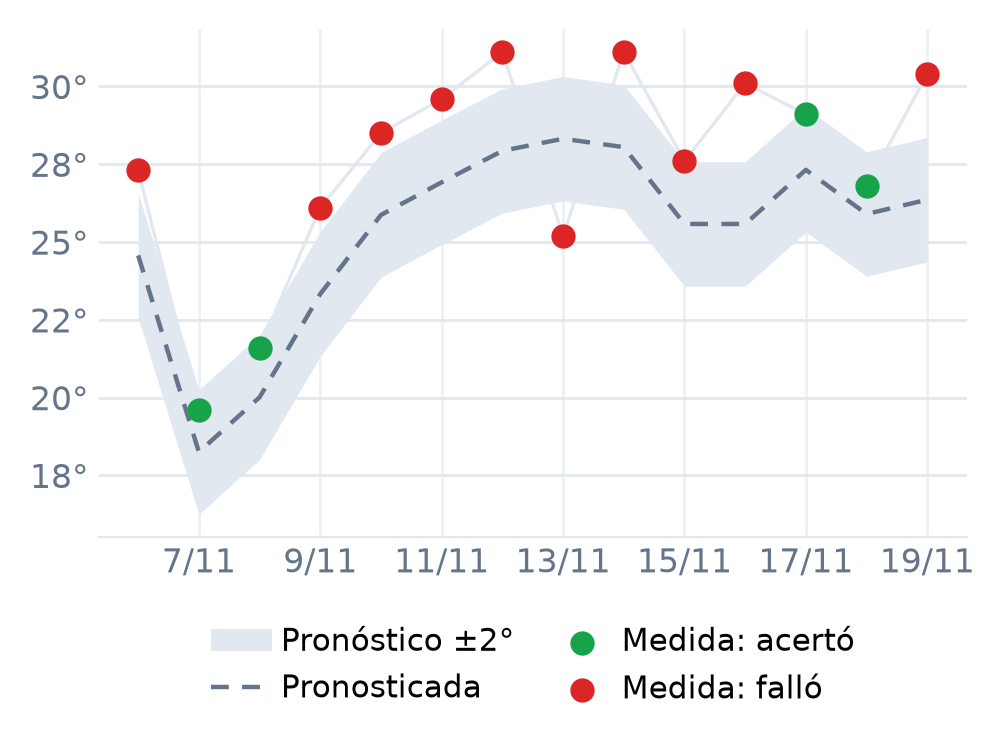 30°
28°
25°
22°
20°
18°
7/11 9/11 11/11 13/11 15/11 17/11 19/11
Pronóstico ±2°
Pronosticada
Medida: acertó
Medida: falló